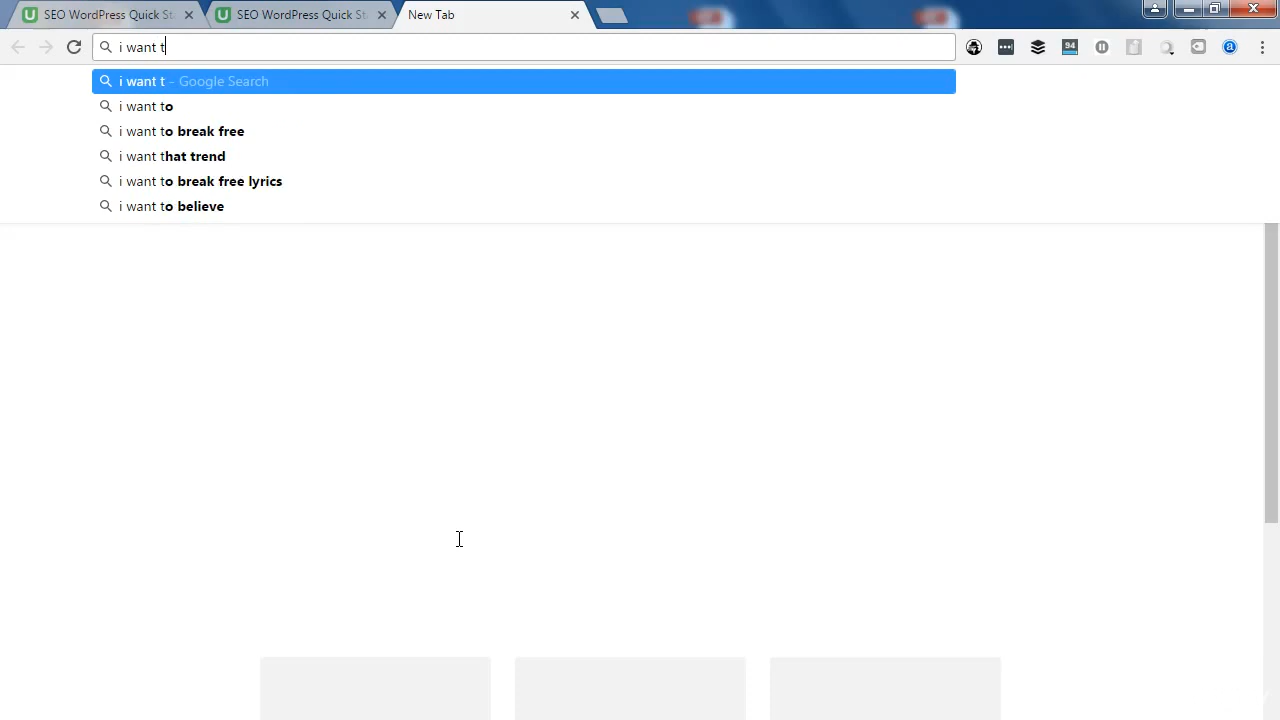 SEO WordPress Quick St
SEO WordPress Quick St
New Tab
i want t
94
a
i want t - Google Search
i want to
i want to break free
i want that trend
i want to break free lyrics
i want to believe